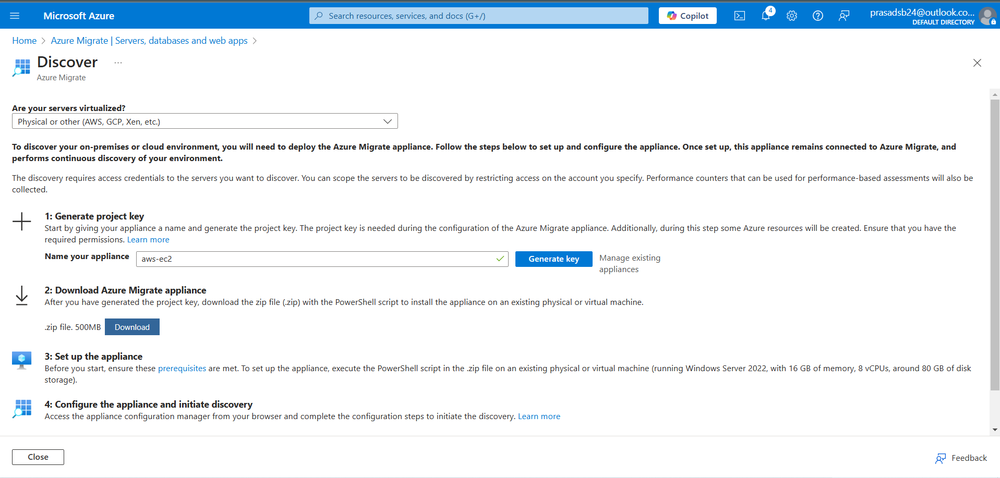 Microsoft Azure
Search resources, services, and docs (G+/)
Copilot
4
prasadsb24@outlook.co...
DEFAULT DIRECTORY
Home > Azure Migrate | Servers, databases and web apps >
Discover ...
Azure Migrate
Are your servers virtualized?
Physical or other (AWS, GCP, Xen, etc.)
To discover your on-premises or cloud environment, you will need to deploy the Azure Migrate appliance. Follow the steps below to set up and configure the appliance. Once set up, this appliance remains connected to Azure Migrate, and
performs continuous discovery of your environment.
The discovery requires access credentials to the servers you want to discover. You can scope the servers to be discovered by restricting access on the account you specify. Performance counters that can be used for performance-based assessments will also be
collected.
1: Generate project key
Start by giving your appliance a name and generate the project key. The project key is needed during the configuration of the Azure Migrate appliance. Additionally, during this step some Azure resources will be created. Ensure that you have the
required permissions. Learn more
Name your appliance
aws-ec2
Generate key
Manage existing
appliances
2: Download Azure Migrate appliance
After you have generated the project key, download the zip file (.zip) with the PowerShell script to install the appliance on an existing physical or virtual machine.
.zip file. 500MB
Download
3: Set up the appliance
Before you start, ensure these prerequisites are met. To set up the appliance, execute the PowerShell script in the .zip file on an existing physical or virtual machine (running Windows Server 2022, with 16 GB of memory, 8 vCPUs, around 80 GB of disk
storage).
4: Configure the appliance and initiate discovery
Access the appliance configuration manager from your browser and complete the configuration steps to initiate the discovery. Learn more
Close
Feedback